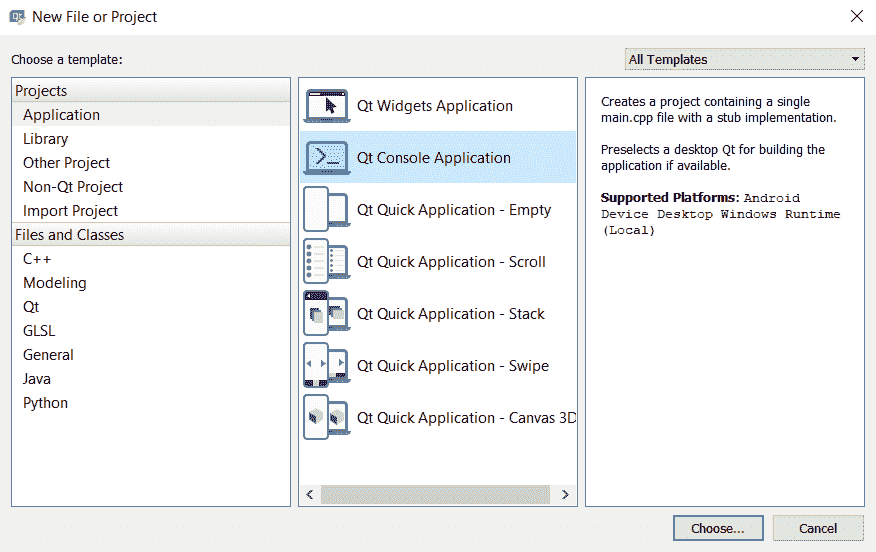 New File or Project
Choose a template:
All Templates
Projects
Application
Library
Other Project
Non-Qt Project
Import Project
Files and Classes
C++
Modeling
Qt
GLSL
General
Java
Python
Qt Widgets Application
Qt Console Application
Qt Quick Application - Empty
Qt Quick Application - Scroll
Qt Quick Application - Stack
Qt Quick Application - Swipe
Qt Quick Application - Canvas 3D
Creates a project containing a single
main.cpp file with a stub implementation.
Preselects a desktop Qt for building the
application if available.
Supported Platforms: Android
Device Desktop Windows Runtime
(Local)
Choose...
Cancel